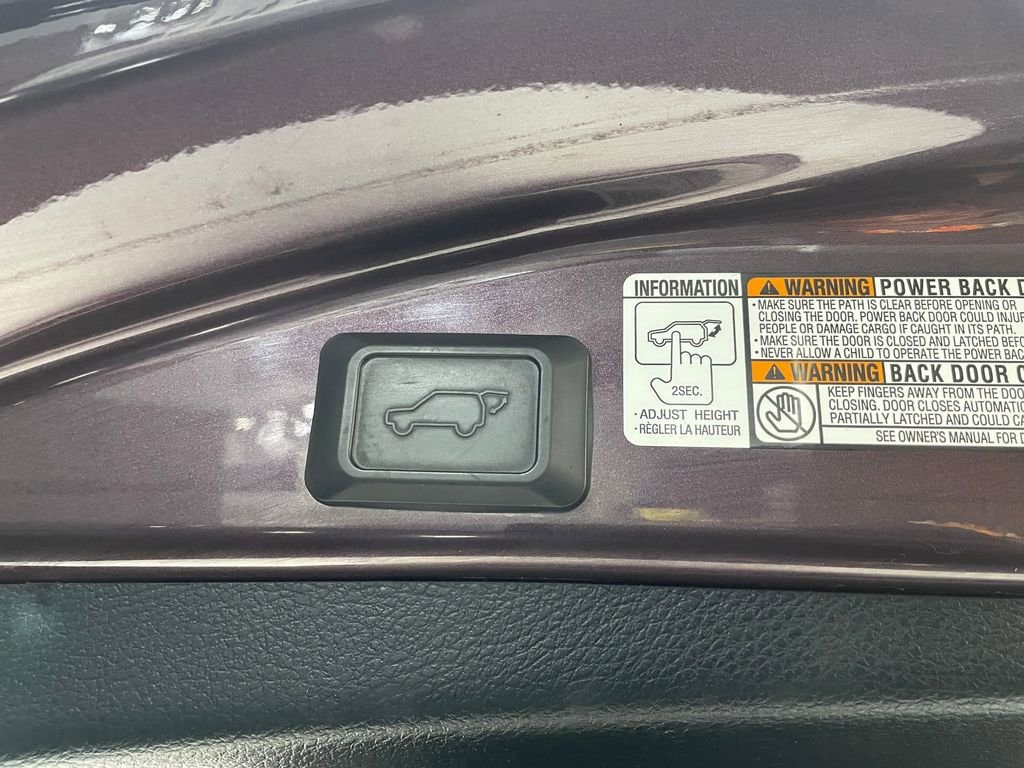 INFORMATION
2SEC.
· ADJUST HEIGHT
· RÈGLER LA HAUTEUR
WARNING POWER BACK
• MAKE SURE THE PATH IS CLEAR BEFORE OPENING OR
CLOSING THE DOOR. POWER BACK DOOR COULD
PEOPLE OR DAMAGE CARGO IF CAUGHT IN ITS PATH.
• MAKE SURE THE DOOR IS CLOSED AND LATCHED
• NEVER ALLOW A CHILD TO OPERATE THE POWER
WARNING BACK DOOR
KEEP FINGERS AWAY FROM THE
CLOSING. DOOR CLOSES
PARTIALLY LATCHED AND COULD
SEE OWNER'S MANUAL FOR